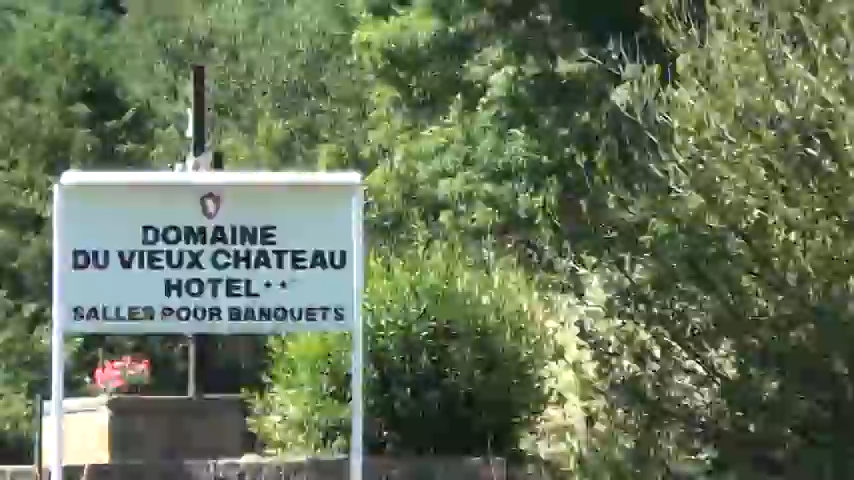 DOMAINE
DU VIEUX CHATEAU
HOTEL **
SALLES POUR BANQUETS